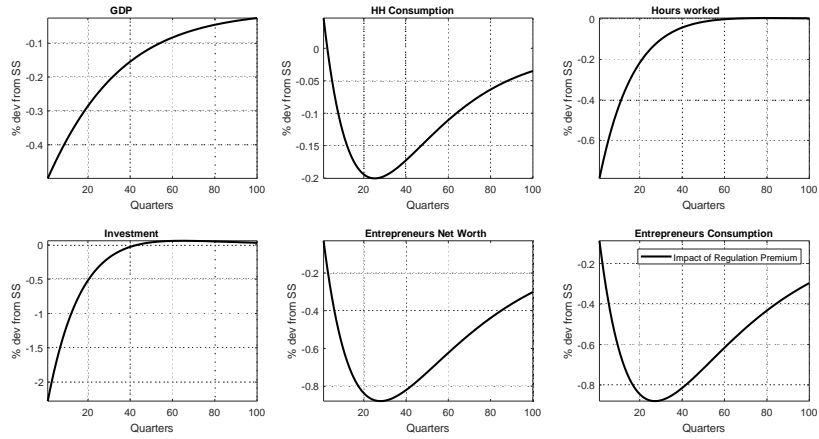 GDP
% dev from SS
-0.1
-0.2
-0.3
-0.4
20 40 60 80 100
Quarters
HH Consumption
% dev from SS
0
-0.05
-0.1
-0.15
-0.2
20 40 60 80 100
Quarters
Hours worked
% dev from SS
0
-0.2
-0.4
-0.6
20 40 60 80 100
Quarters
Investment
% dev from SS
0
-0.5
-1
-1.5
-2
20 40 60 80 100
Quarters
Entrepreneurs Net Worth
% dev from SS
-0.2
-0.4
-0.6
-0.8
20 40 60 80 100
Quarters
Entrepreneurs Consumption
Impact of Regulation Premium
% dev from SS
-0.2
-0.4
-0.6
-0.8
20 40 60 80 100
Quarters